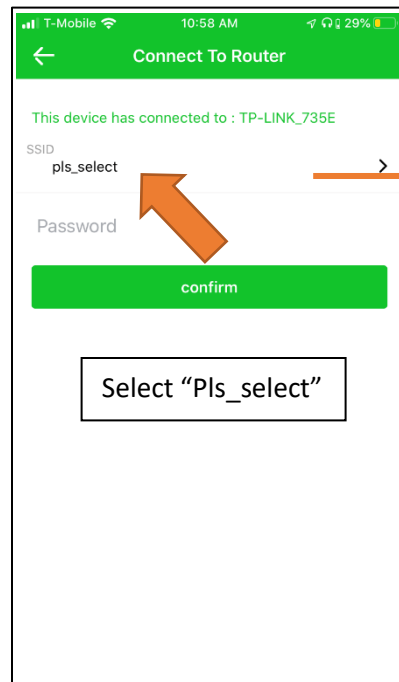 T-Mobile 10:58 AM 29%
Connect To Router
This device has connected to : TP-LINK_735E
SSID
pls_select
Password
confirm
Select “Pls_select”